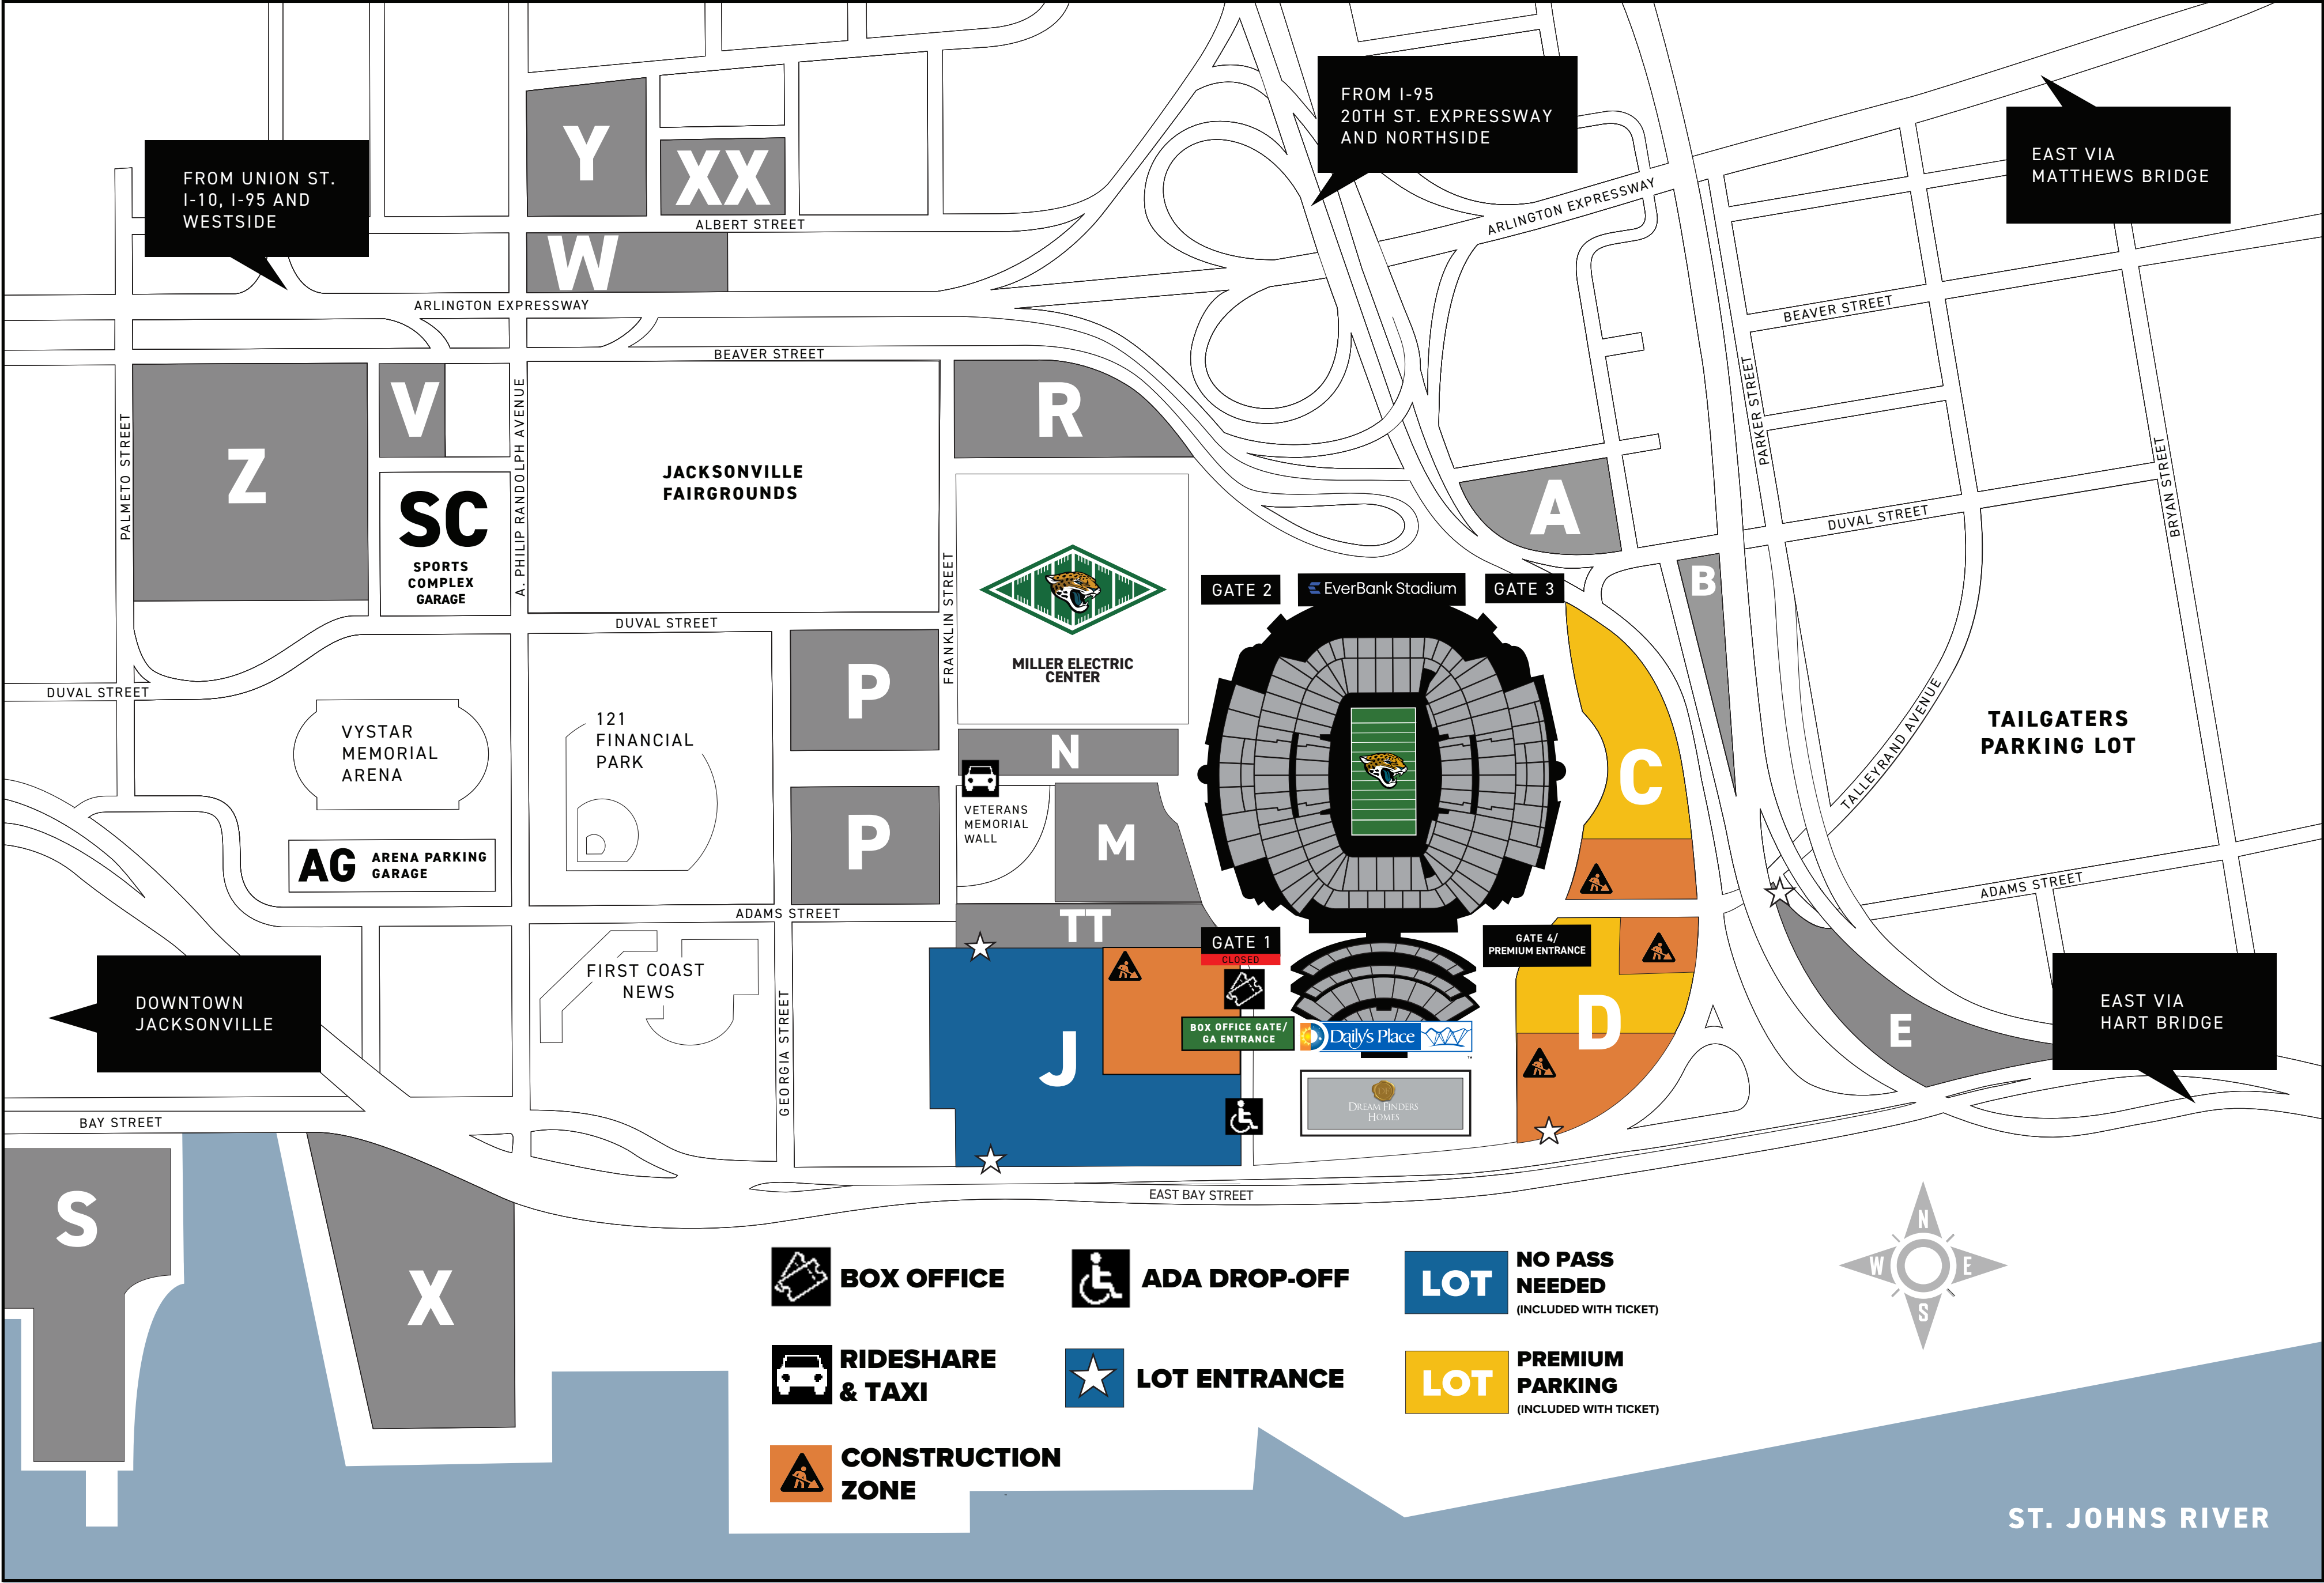 FROM I-95
20TH ST. EXPRESSWAY
AND NORTHSIDE
Y
XX
EAST VIA
MATTHEWS BRIDGE
FROM UNION ST.
I-10, I-95 AND
WESTSIDE
ALBERT STREET
ARLINGTON EXPRESSWAY
W
ARLINGTON EXPRESSWAY
BEAVER STREET
BEAVER STREET
PALMETO STREET
Z
V
A. PHILIP RANDOLPH AVENUE
R
PARKER STREET
BRYAN STREET
JACKSONVILLE
FAIRGROUNDS
SC
SPORTS
COMPLEX
GARAGE
A
DUVAL STREET
B
FRANKLIN STREET
GATE 2
EverBank Stadium
GATE 3
DUVAL STREET
MILLER ELECTRIC
CENTER
P
DUVAL STREET
VYSTAR
MEMORIAL
ARENA
121
FINANCIAL
PARK
N
C
TALLEYRAND AVENUE
TAILGATERS
PARKING LOT
VETERANS
MEMORIAL
WALL
P
M
AG
ARENA PARKING
GARAGE
ADAMS STREET
ADAMS STREET
TT
GATE 1
CLOSED
GATE 4/
PREMIUM ENTRANCE
FIRST COAST
NEWS
GEORGIA STREET
DOWNTOWN
JACKSONVILLE
J
BOX OFFICE GATE/
GA ENTRANCE
Daily's Place
TM
D
E
EAST VIA
HART BRIDGE
DREAM FINDERS
HOMES
BAY STREET
EAST BAY STREET
S
X
BOX OFFICE
ADA DROP-OFF
LOT
NO PASS
NEEDED
(INCLUDED WITH TICKET)
RIDESHARE
& TAXI
LOT ENTRANCE
LOT
PREMIUM
PARKING
(INCLUDED WITH TICKET)
CONSTRUCTION
ZONE
N
W
E
S
ST. JOHNS RIVER